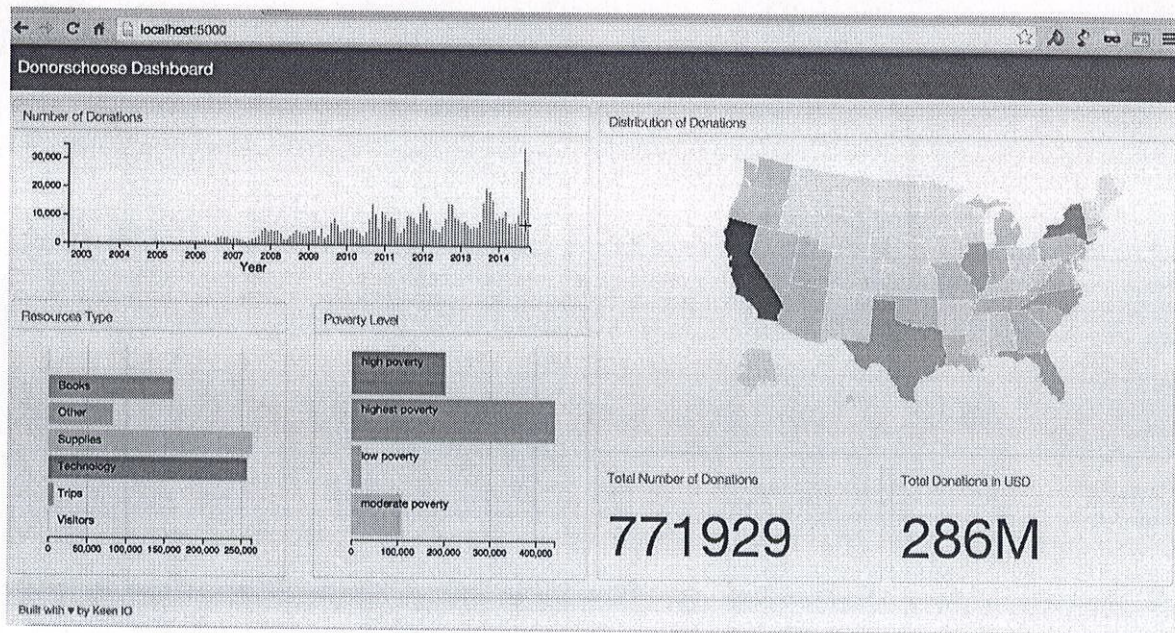 localhost:5000
Donorschoose Dashboard
Number of Donations
30,000
20,000
10,000
0
2003 2004 2005 2006 2007 2008 2009 2010 2011 2012 2013 2014
Year
Resources Type
Books
Other
Supplies
Technology
Trips
Visitors
0 50,000 100,000 150,000 200,000 250,000
Poverty Level
high poverty
highest poverty
low poverty
moderate poverty
0 100,000 200,000 300,000 400,000
Distribution of Donations
Total Number of Donations
771929
Total Donations in USD
286M
Built with ♥ by Keen IO